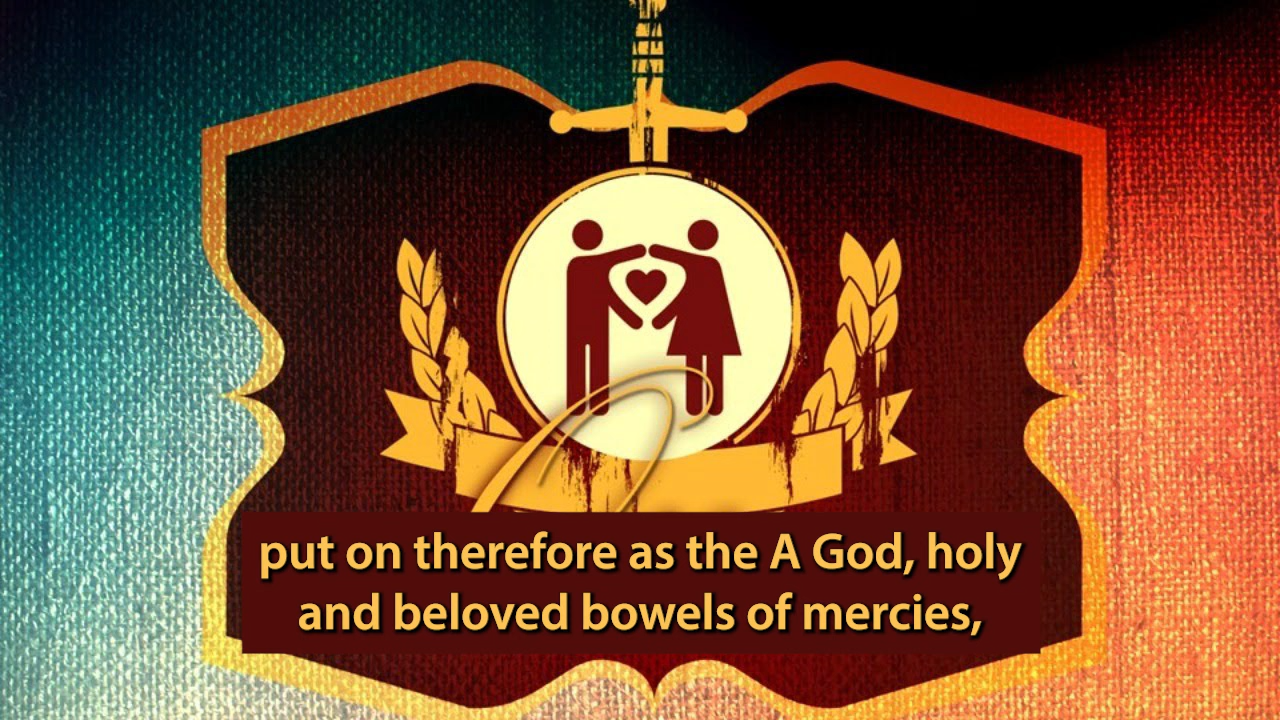 put on therefore as the A God, holy
and beloved bowels of mercies,